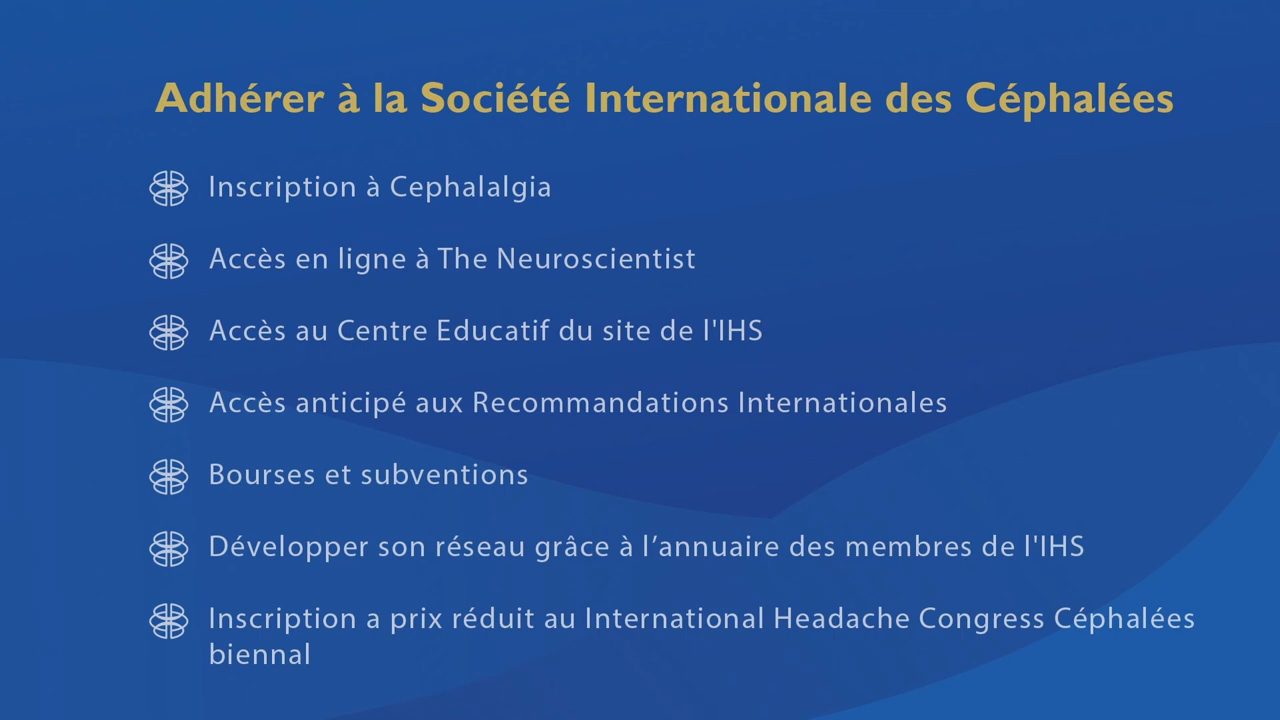 Adhérer à la Société Internationale des Céphalées
Inscription à Cephalalgia
Accès en ligne à The Neuroscientist
Accès au Centre Educatif du site de l'IHS
Accès anticipé aux Recommandations Internationales
Bourses et subventions
Développer son réseau grâce à l’annuaire des membres de l'IHS
Inscription a prix réduit au International Headache Congress Céphalées
biennal